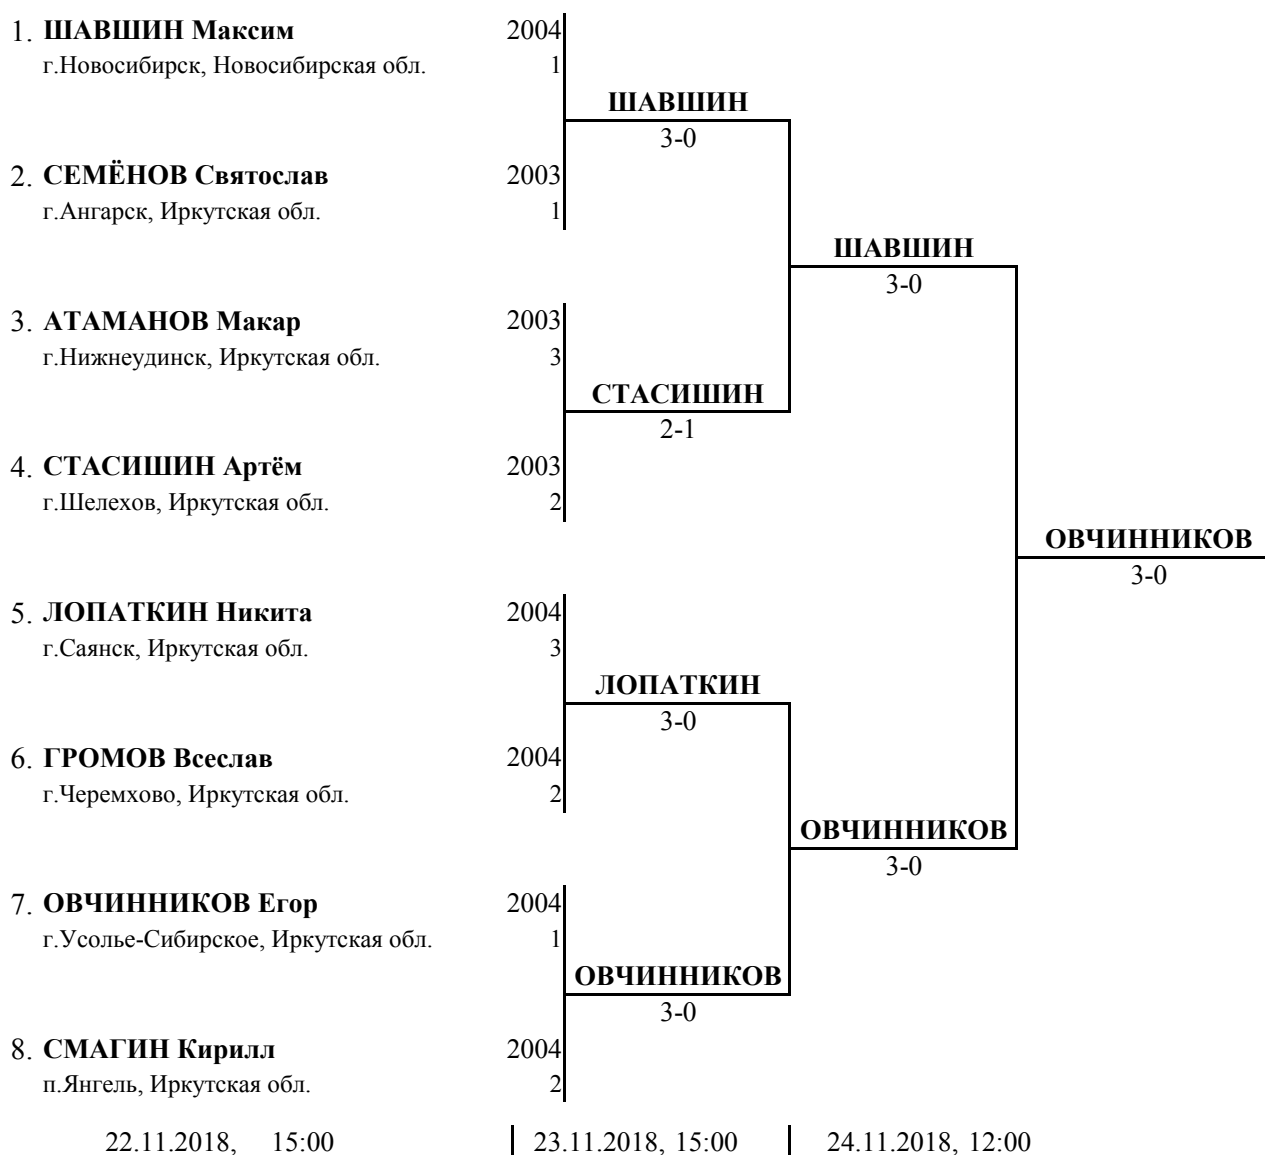 1. ШАВШИН Максим 2004
г.Новосибирск, Новосибирская обл. 1
ШАВШИН
3-0
2. СЕМЁНОВ Святослав 2003
г.Ангарск, Иркутская обл. 1
ШАВШИН
3-0
3. АТАМАНОВ Макар 2003
г.Нижнеудинск, Иркутская обл. 3
СТАСИШИН
2-1
4. СТАСИШИН Артём 2003
г.Шелехов, Иркутская обл. 2
ОВЧИННИКОВ
3-0
5. ЛОПАТКИН Никита 2004
г.Саянск, Иркутская обл. 3
ЛОПАТКИН
3-0
6. ГРОМОВ Всеслав 2004
г.Черемхово, Иркутская обл. 2
ОВЧИННИКОВ
3-0
7. ОВЧИННИКОВ Егор 2004
г.Усолье-Сибирское, Иркутская обл. 1
ОВЧИННИКОВ
3-0
8. СМАГИН Кирилл 2004
п.Янгель, Иркутская обл. 2
22.11.2018, 15:00 23.11.2018, 15:00 24.11.2018, 12:00